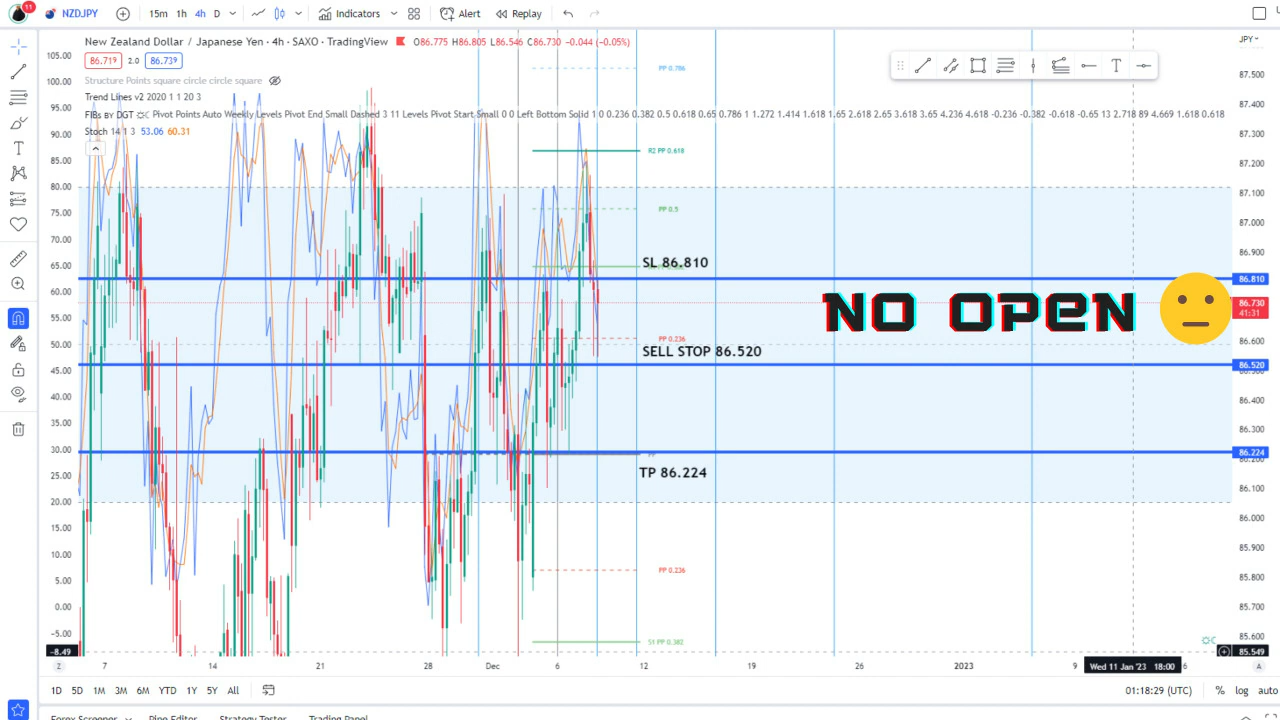 11
NZDJPY
15m 1h 4h D
Indicators
Alert
Replay
New Zealand Dollar / Japanese Yen · 4h · SAXO · TradingView O86.775 H86.805 L86.546 C86.730 −0.044 (−0.05%)
86.719 2.0 86.739
Structure Points square circle circle square
Trend Lines v2 2020 1 1 20 3
FIBs BY DGT Pivot Points Auto Weekly Levels Pivot End Small Dashed 3 11 Levels Pivot Start Small 0 0 Left Bottom Solid 1 0 0.236 0.382 0.5 0.618 0.65 0.786 1 1.272 1.414 1.618 1.65 2.618 2.65 3.618 3.65 4.236 4.618 -0.236 -0.382 -0.618 -0.65 13 2.718 89 4.669 1.618 0.618
Stoch 14 1 3 53.06 60.31
105.00
100.00
95.00
90.00
85.00
80.00
75.00
70.00
65.00
60.00
55.00
50.00
45.00
40.00
35.00
30.00
25.00
20.00
15.00
10.00
5.00
0.00
−5.00
−8.49
PP 0.786
R2 PP 0.618
PP 0.5
SL 86.810
PP 0.236
SELL STOP 86.520
PP
TP 86.224
PP 0.236
S1 PP 0.382
NO OPEN
JPY
87.500
87.400
87.300
87.200
87.100
87.000
86.900
86.810
86.730
41:31
86.600
86.520
86.400
86.300
86.224
86.100
86.000
85.900
85.800
85.700
85.600
85.549
Z 7 14 21 28 Dec 6 12 19 26 2023 9 Wed 11 Jan '23 18:00 A
1D 5D 1M 3M 6M YTD 1Y 5Y All
01:18:29 (UTC) % log auto
Forex Screener Pine Editor Strategy Tester Trading Panel